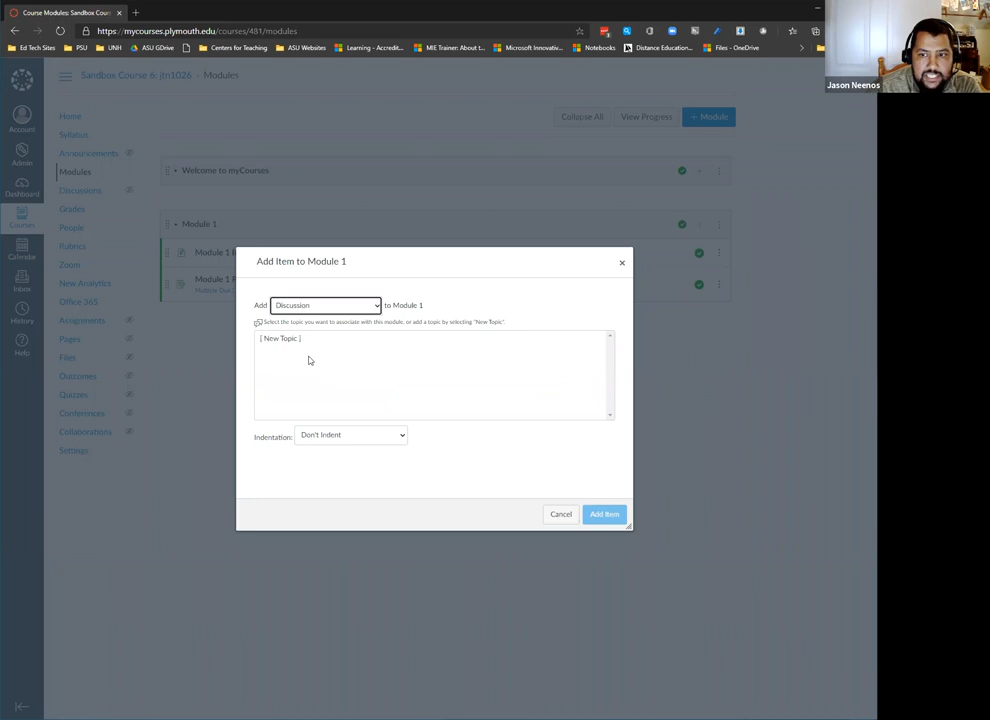 Course Modules: Sandbox Course
https://mycourses.plymouth.edu/courses/481/modules
Ed Tech Sites
PSU
UNH
ASU GDrive
Centers for Teaching
ASU Websites
Learning - Accredit...
MIE Trainer: About t...
Microsoft Innovativ...
Notebooks
Distance Education...
Files - OneDrive
Jason Neenos
Sandbox Course 6: jtn1026 › Modules
Account
Admin
Dashboard
Courses
Calendar
Inbox
History
Help
Home
Syllabus
Announcements
Modules
Discussions
Grades
People
Rubrics
Zoom
New Analytics
Office 365
Assignments
Pages
Files
Outcomes
Quizzes
Conferences
Collaborations
Settings
Collapse All
View Progress
+ Module
Welcome to myCourses
Module 1
Module 1
Module 1
Multiple Due
Add Item to Module 1
Add Discussion to Module 1
Select the topic you want to associate with this module, or add a topic by selecting "New Topic".
[ New Topic ]
Indentation: Don't Indent
Cancel
Add Item